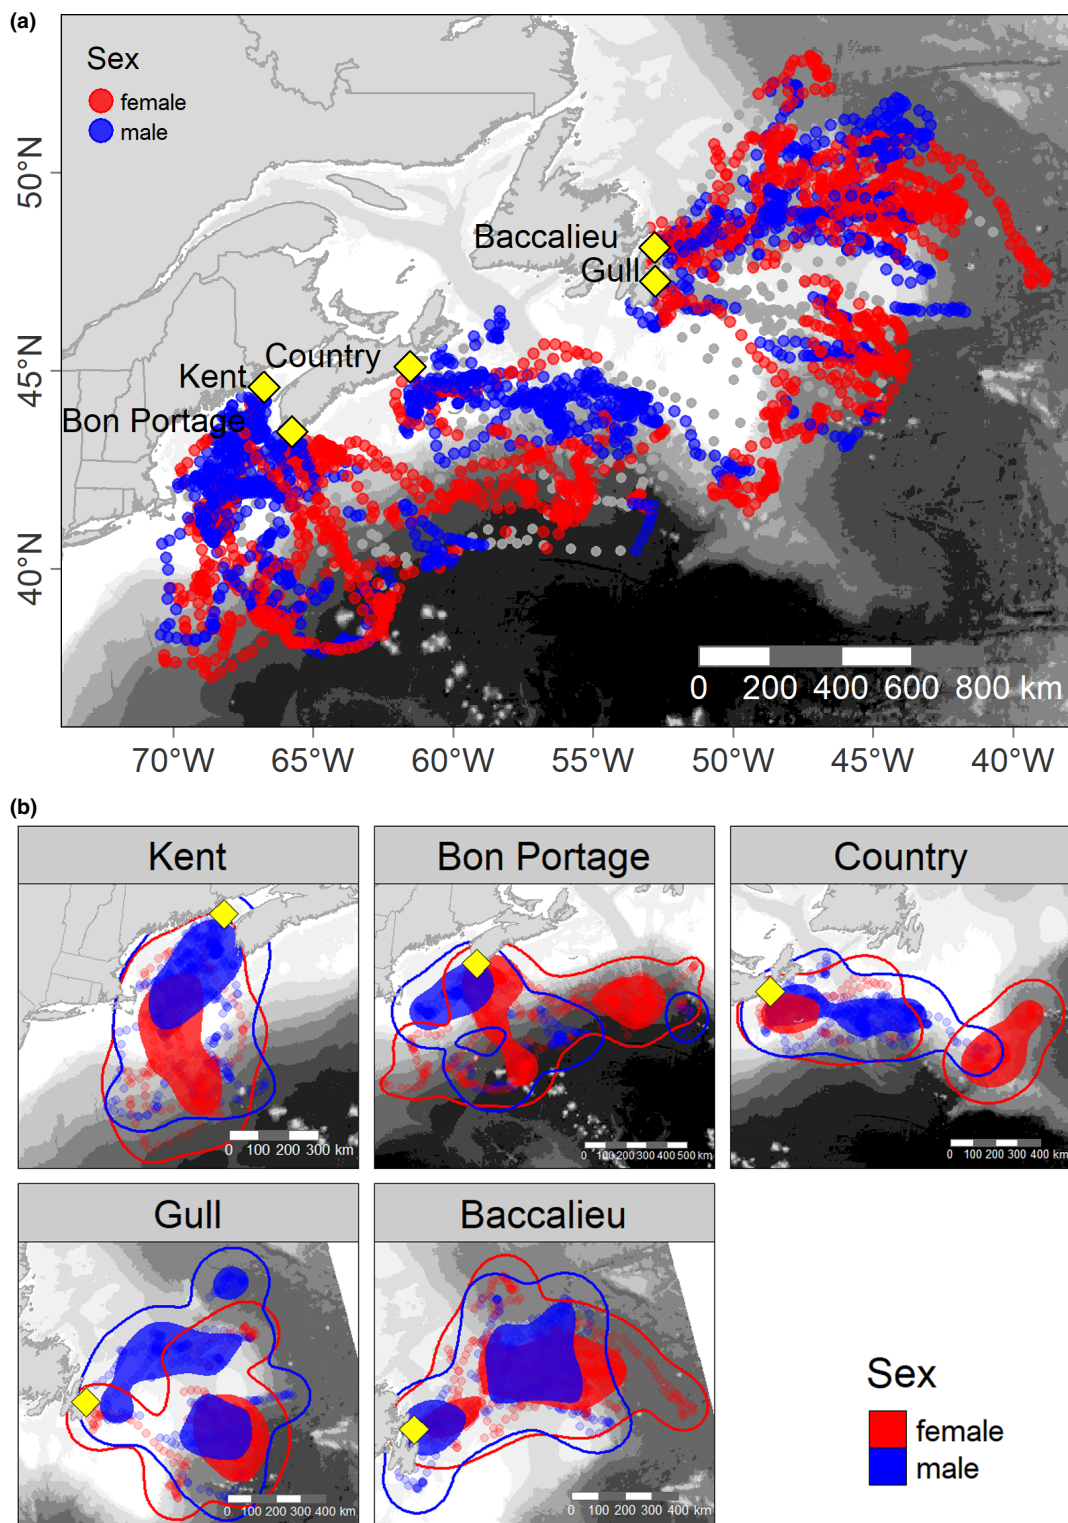 (a)
Sex
female
male
50°N
45°N
40°N
Baccalieu
Gull
Country
Kent
Bon Portage
0 200 400 600 800 km
70°W 65°W 60°W 55°W 50°W 45°W 40°W
(b)
Kent
0 100 200 300 km
Bon Portage
0 100 200 300 400 500 km
Country
0 100 200 300 400 km
Gull
0 100 200 300 400 km
Baccalieu
0 100 200 300 400 km
Sex
female
male